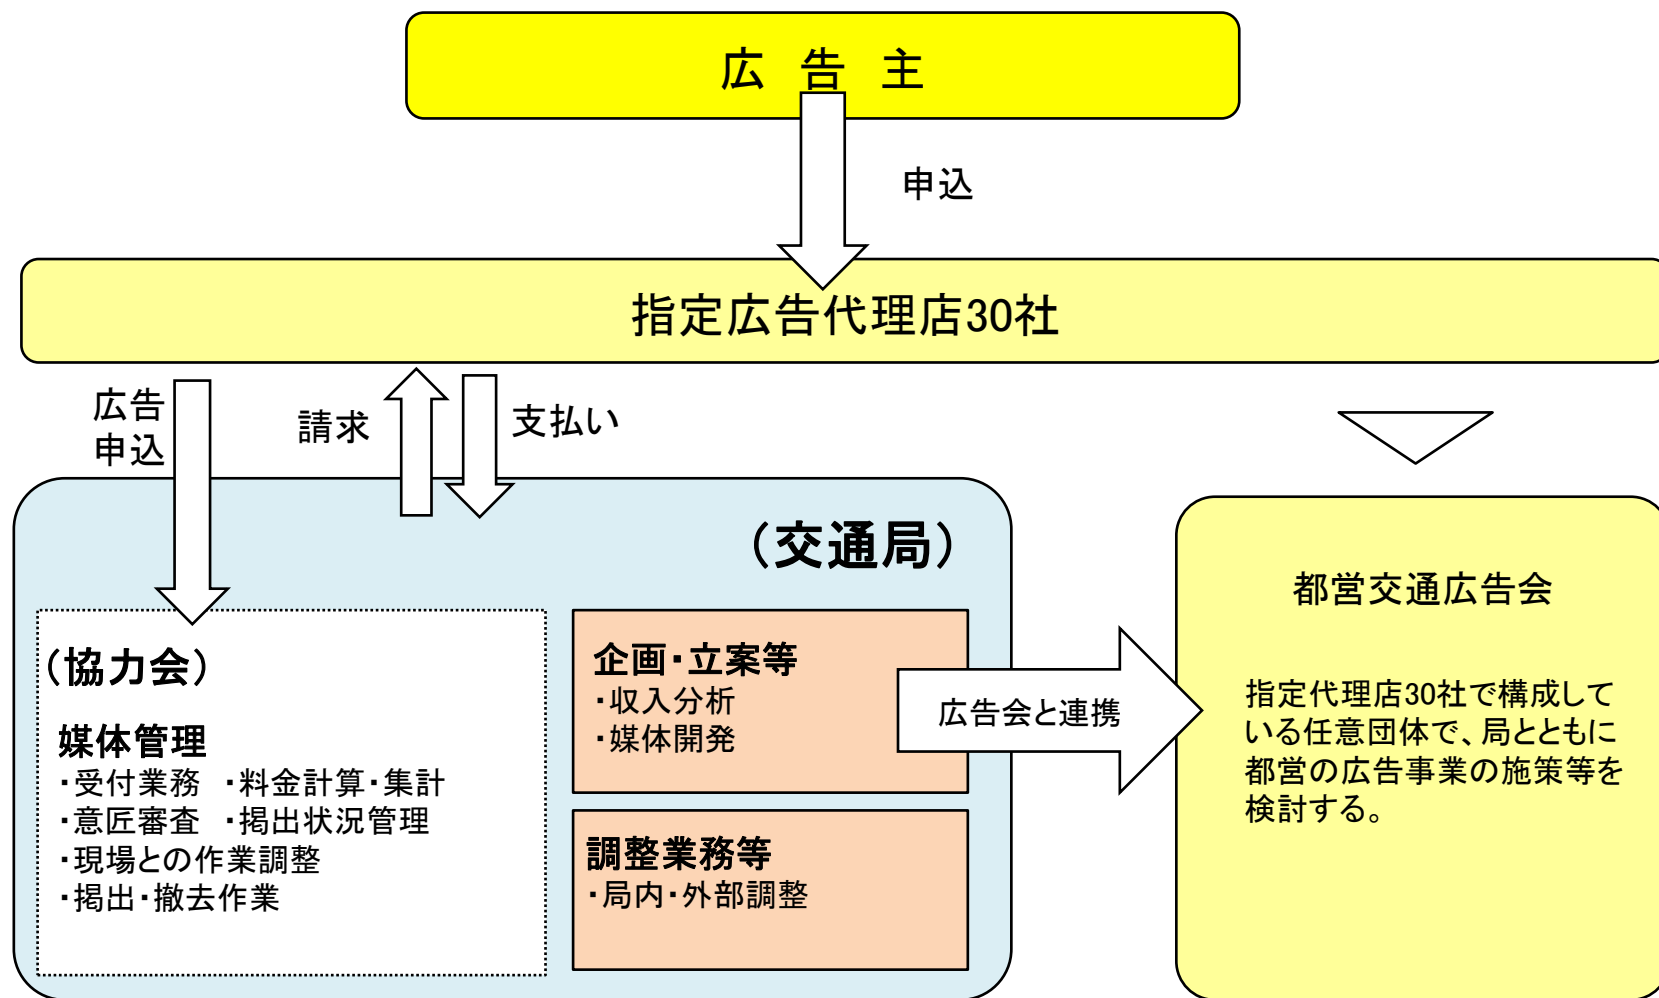 広　告　主
申込
指定広告代理店30社
広告
申込
請求
支払い
（交通局）
（協力会）
媒体管理
・受付業務　・料金計算・集計
・意匠審査　・掲出状況管理
・現場との作業調整
・掲出・撤去作業
企画・立案等
・収入分析
・媒体開発
調整業務等
・局内・外部調整
広告会と連携
都営交通広告会
指定代理店30社で構成して
いる任意団体で、局とともに
都営の広告事業の施策等を
検討する。